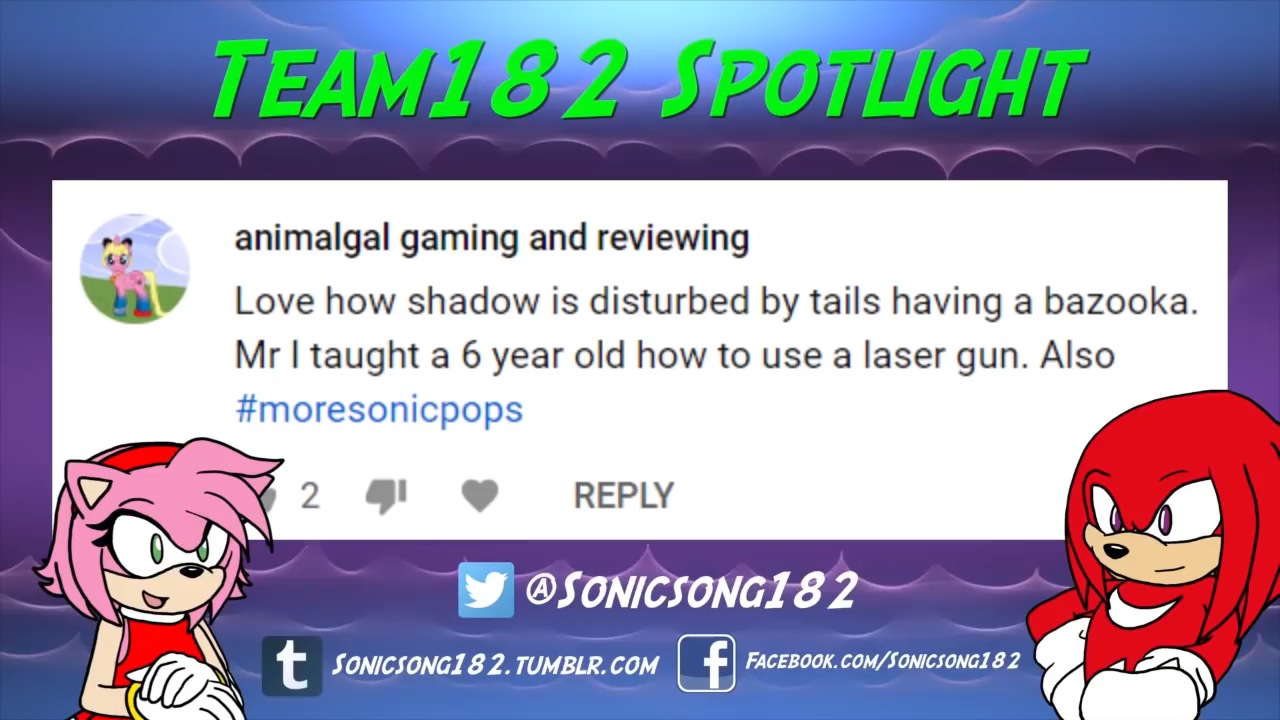 TEAM182 SPOTLIGHT
animalgal gaming and reviewing
Love how shadow is disturbed by tails having a bazooka.
Mr I taught a 6 year old how to use a laser gun. Also
#moresonicpops
2 REPLY
@SONICSONG182
SONICSONG182.TUMBLR.COM FACEBOOK.COM/SONICSONG182